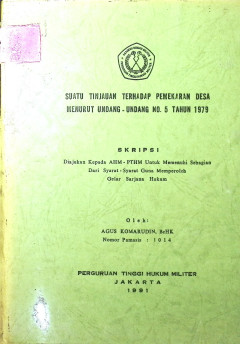 SUATU TINJAUAN TERHADAP PEMEKARAN DESA
MENURUT UNDANG - UNDANG NO. 5 TAHUN 1979
SKRIPSI
Diajukan Kepada AHM - PTHM Untuk Memenuhi Sebagian
Dari Syarat - Syarat Guna Memperoleh
Gelar Sarjana Hukum
Oleh:
AGUS KOMARUDIN, BcHK
Nomor Pamasis : 1014
PERGURUAN TINGGI HUKUM MILITER
JAKARTA
1981